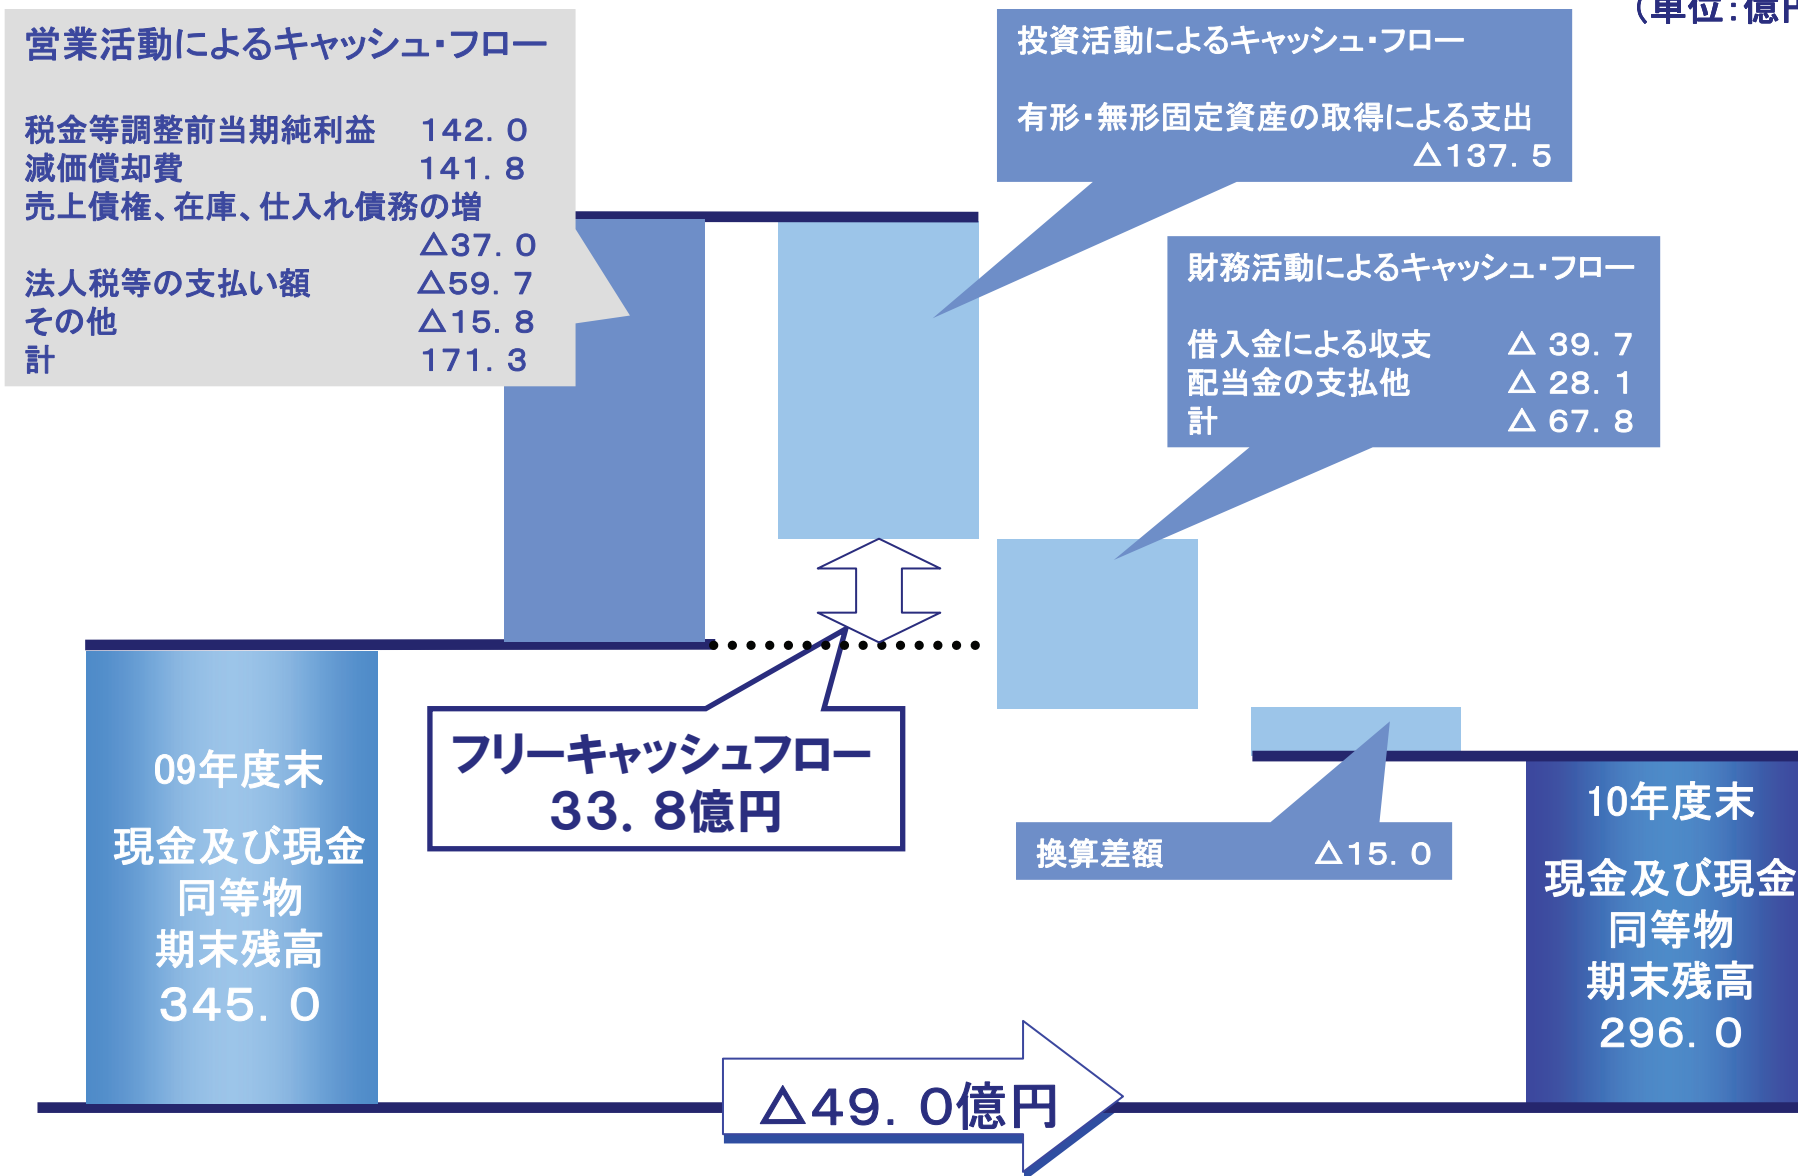 (単位:億円
営業活動によるキャッシュ・フロー
税金等調整前当期純利益 142.0
減価償却費 141.8
売上債権、在庫、仕入れ債務の増
△37.0
法人税等の支払い額 △59.7
その他 △15.8
計 171.3
投資活動によるキャッシュ・フロー
有形・無形固定資産の取得による支出
△137.5
財務活動によるキャッシュ・フロー
借入金による収支 △ 39.7
配当金の支払他 △ 28.1
計 △ 67.8
フリーキャッシュフロー
33.8億円
換算差額 △15.0
09年度末
現金及び現金
同等物
期末残高
345.0
10年度末
現金及び現金
同等物
期末残高
296.0
△49.0億円